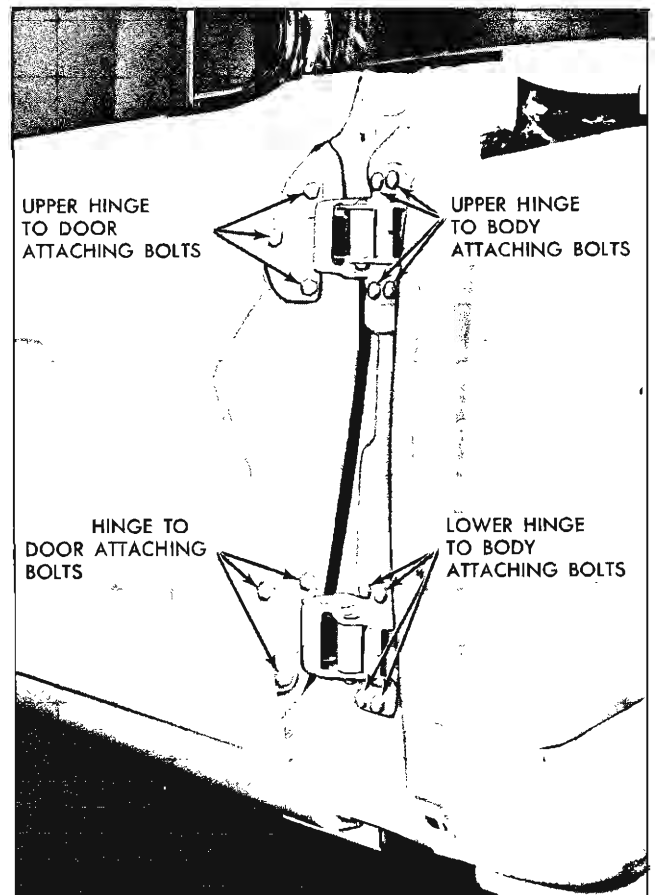 UPPER HINGE
TO DOOR
ATTACHING BOLTS
UPPER HINGE
TO BODY
ATTACHING BOLTS
HINGE TO
DOOR ATTACHING
BOLTS
LOWER HINGE
TO BODY
ATTACHING BOLTS